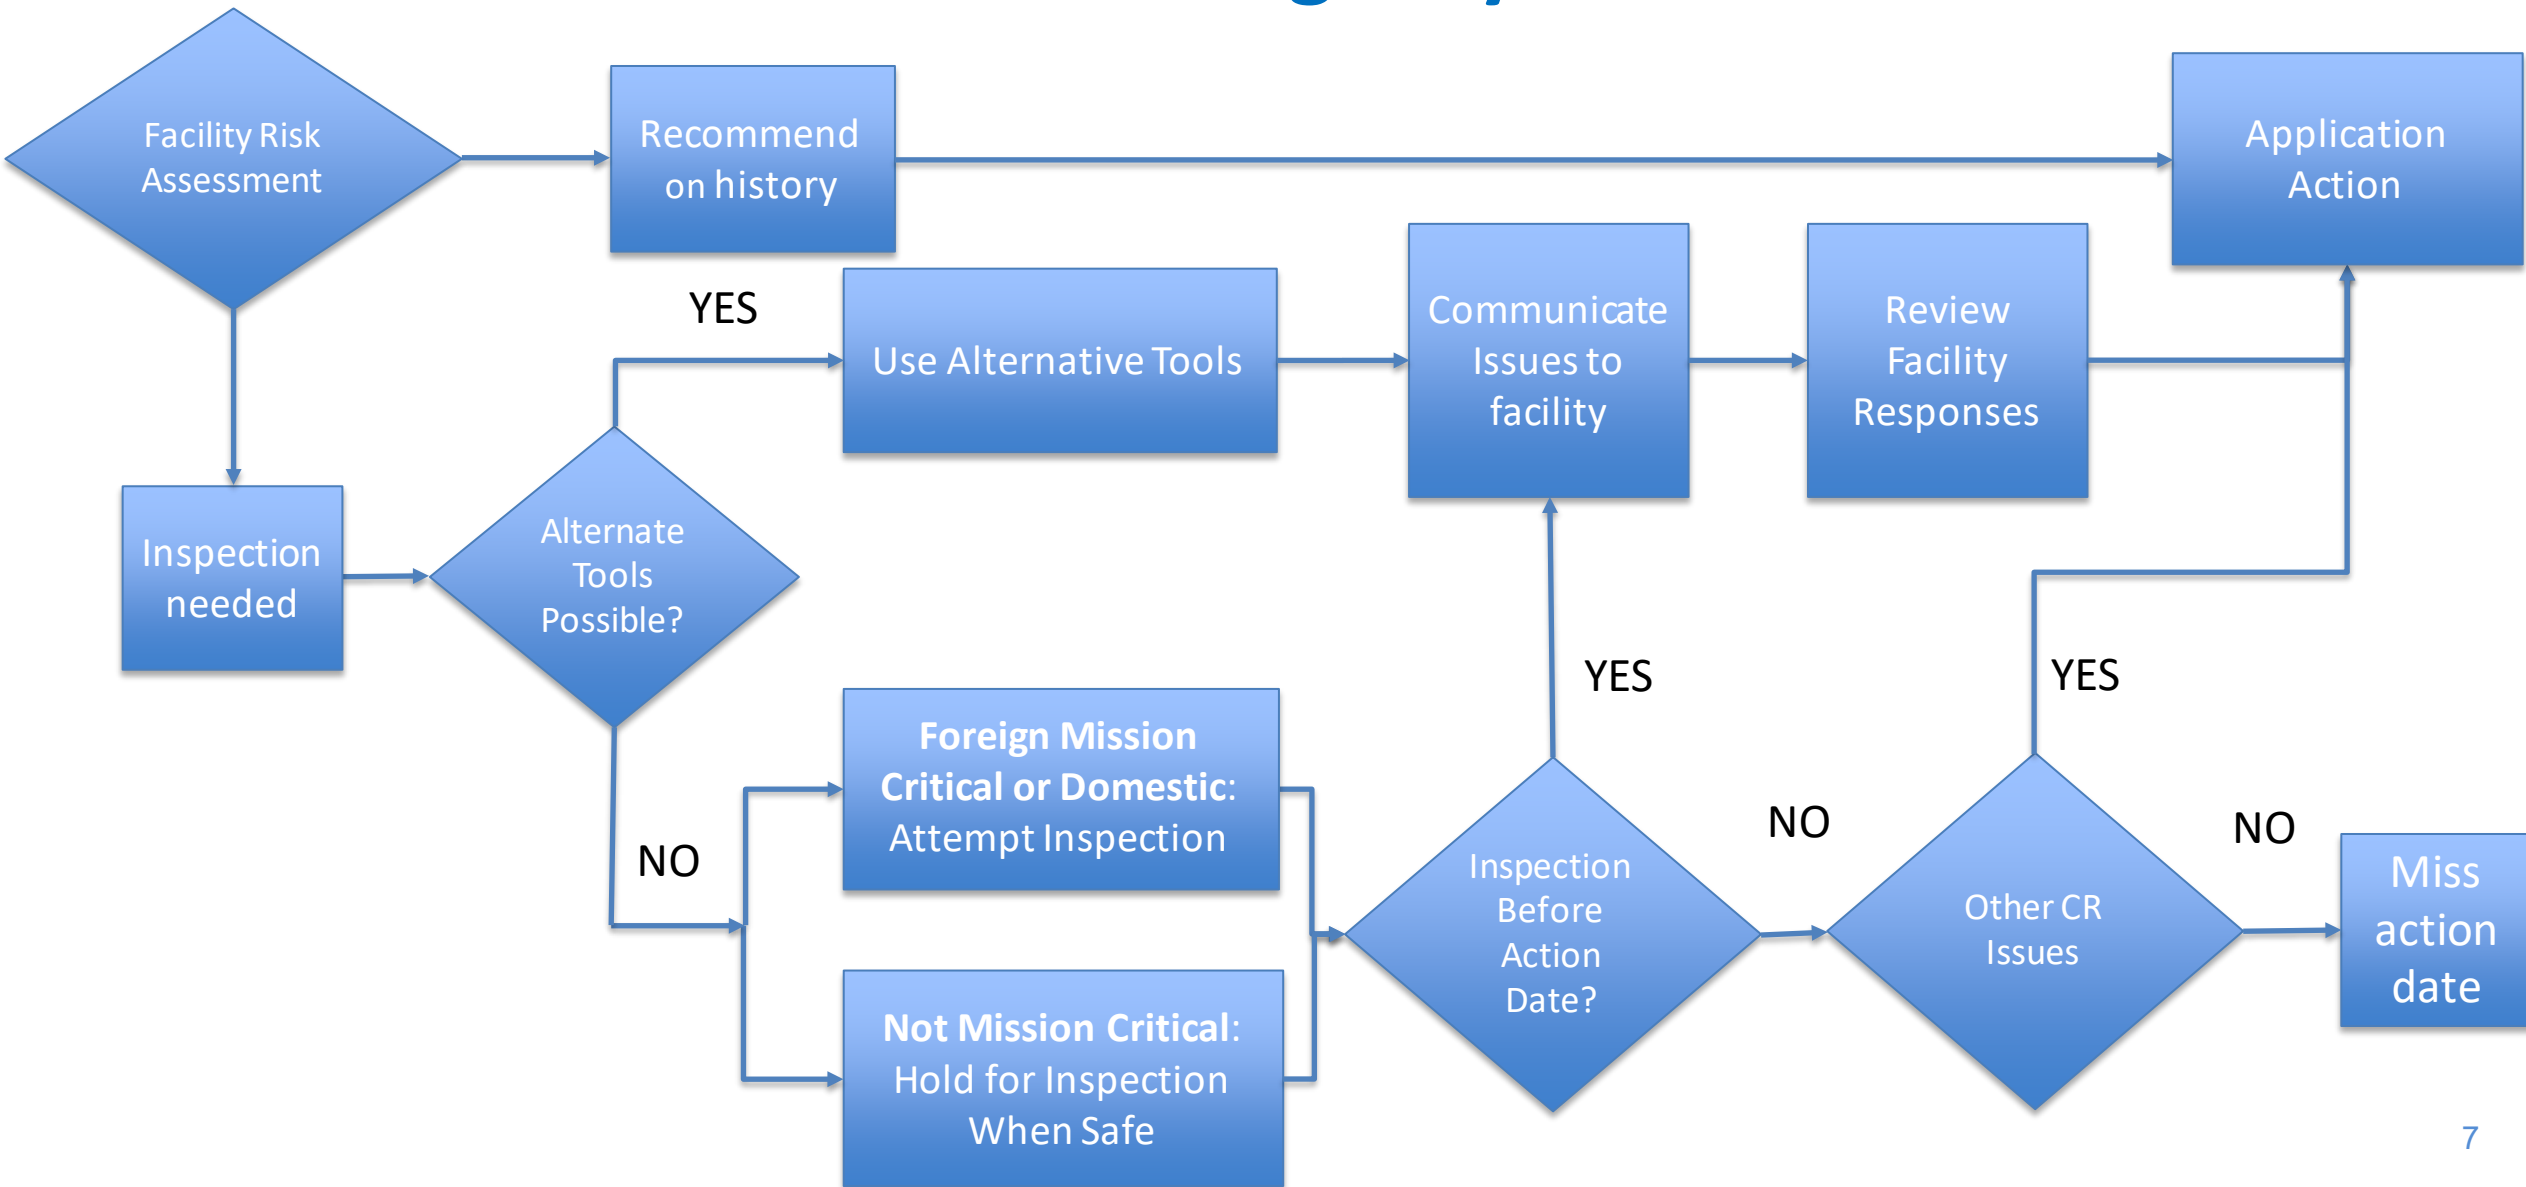 Facility Risk
Assessment
Recommend
on history
Application
Action
YES
Use Alternative Tools
Communicate
Issues to
facility
Review
Facility
Responses
Inspection
needed
Alternate
Tools
Possible?
YES
YES
Foreign Mission
Critical or Domestic:
Attempt Inspection
NO
NO
NO
Inspection
Before
Action
Date?
Other CR
Issues
Miss
action
date
Not Mission Critical:
Hold for Inspection
When Safe
7